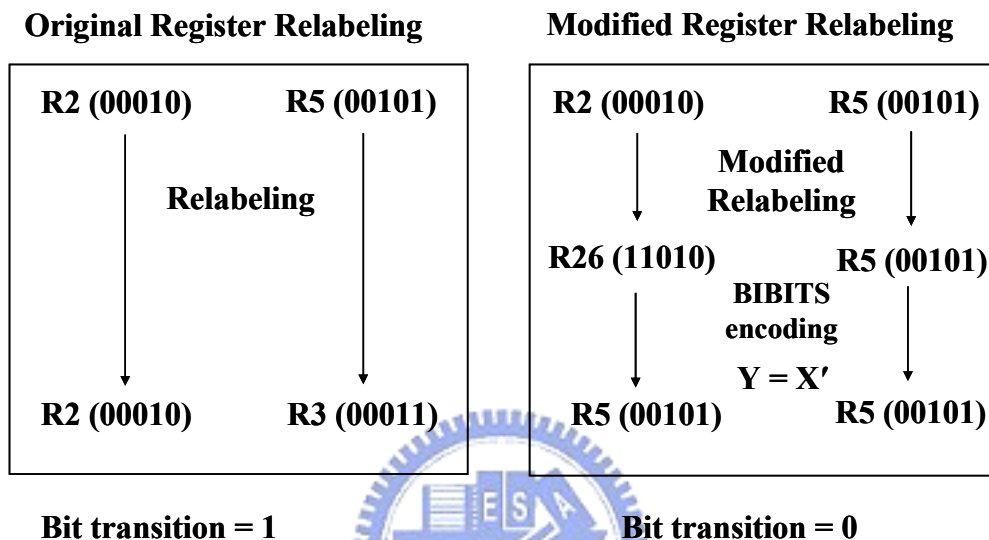 Original Register Relabeling
R2 (00010) R5 (00101)
Relabeling
R2 (00010) R3 (00011)
Bit transition = 1
Modified Register Relabeling
R2 (00010) R5 (00101)
Modified
Relabeling
R26 (11010) R5 (00101)
BIBITS
encoding
Y = X′
R5 (00101) R5 (00101)
Bit transition = 0
ESA